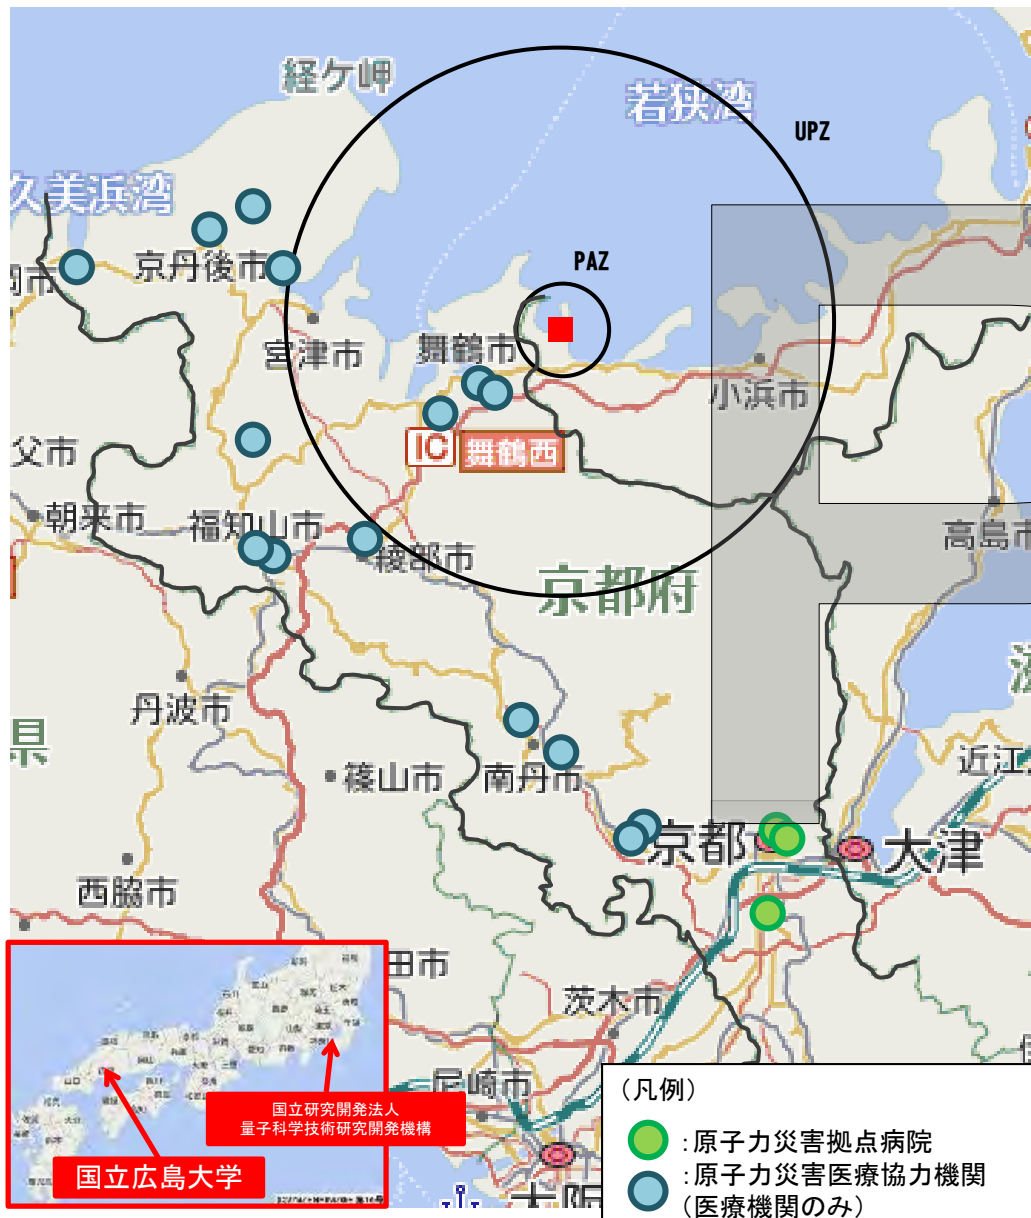 経ケ岬
若狭湾
UPZ
久美浜湾
PAZ
京丹後市
岡市
宮津市
舞鶴市
小浜市
IC
舞鶴西
父市
朝来市
福知山市
綾部市
高島市
京都府
丹波市
県
篠山市
南丹市
近江
京都
大津
西脇市
田市
茨木市
尼崎市
大阪
国立研究開発法人
量子科学技術研究開発機構
国立広島大学
（凡例）
：原子力災害拠点病院
：原子力災害医療協力機関
（医療機関のみ）